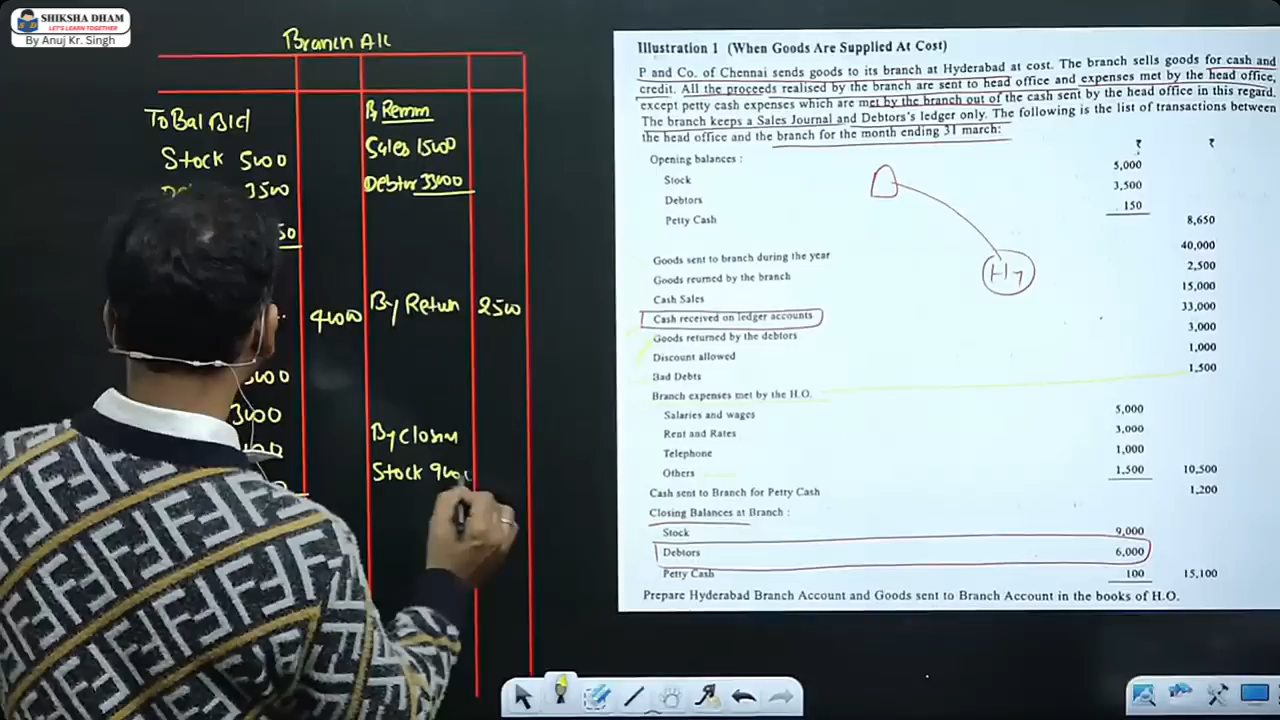 SHIKSHA DHAM
LET'S LEARN TOGETHER
By Anuj Kr. Singh
Branch A/C
To Bal B/d
Stock 5000
3500
50
4000
3000
By Remm
Sales 15000
Debtor 33000
By Return 2500
By Closing
Stock 900
Illustration 1 (When Goods Are Supplied At Cost)
P and Co. of Chennai sends goods to its branch at Hyderabad at cost. The branch sells goods for cash and
credit. All the proceeds realised by the branch are sent to head office and expenses met by the head office,
except petty cash expenses which are met by the branch out of the cash sent by the head office in this regard.
The branch keeps a Sales Journal and Debtors's ledger only. The following is the list of transactions between
the head office and the branch for the month ending 31 march:
₹ ₹
Opening balances :
Stock 5,000
Debtors 3,500
Petty Cash 150 8,650
Goods sent to branch during the year 40,000
Goods reurned by the branch 2,500
Cash Sales 15,000
Cash received on ledger accounts 33,000
Goods returned by the debtors 3,000
Discount allowed 1,000
Bad Debts 1,500
Branch expenses met by the H.O.
Salaries and wages 5,000
Rent and Rates 3,000
Telephone 1,000
Others 1,500 10,500
Cash sent to Branch for Petty Cash 1,200
Closing Balances at Branch :
Stock 9,000
Debtors 6,000
Petty Cash 100 15,100
Prepare Hyderabad Branch Account and Goods sent to Branch Account in the books of H.O.
Hy